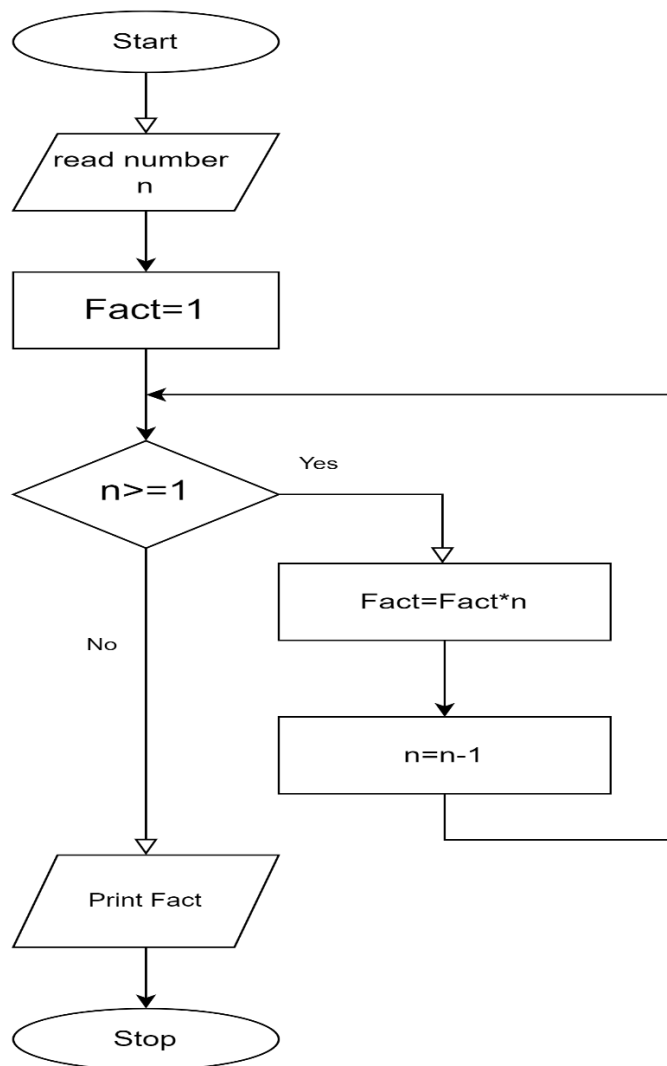 Start
read number
n
Fact=1
n>=1
Yes
Fact=Fact*n
No
n=n-1
Print Fact
Stop